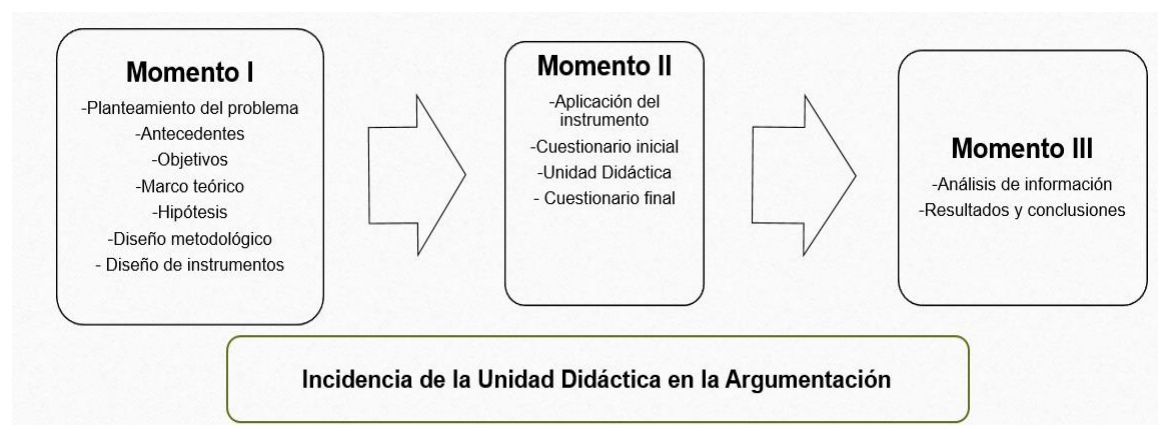 Momento I
-Planteamiento del problema
-Antecedentes
-Objetivos
-Marco teórico
-Hipótesis
-Diseño metodológico
- Diseño de instrumentos
Momento II
-Aplicación del
instrumento
-Cuestionario inicial
-Unidad Didáctica
- Cuestionario final
Momento III
-Análisis de información
-Resultados y conclusiones
Incidencia de la Unidad Didáctica en la Argumentación